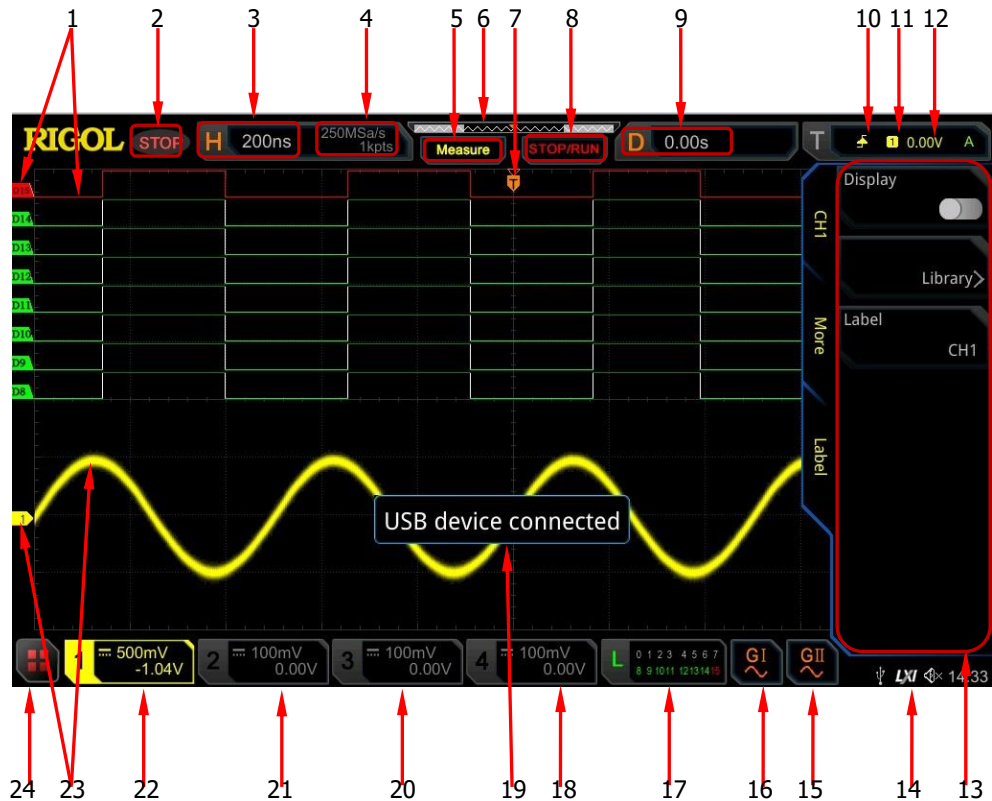 1 2 3 4 5 6 7 8 9 10 11 12
RIGOL STOP H 200ns 250MSa/s 1kpts Measure STOP/RUN D 0.00s T 1 0.00V A
D15
D14
D13
D12
D11
D10
D9
D8
T
CH1
More
Label
Display
Library>
Label
CH1
1
USB device connected
1 500mV -1.04V
2 100mV 0.00V
3 100mV 0.00V
4 100mV 0.00V
L 0 1 2 3 4 5 6 7
8 9 10 11 12 13 14 15
GI
GII
LXI 14:33
24 23 22 21 20 19 18 17 16 15 14 13